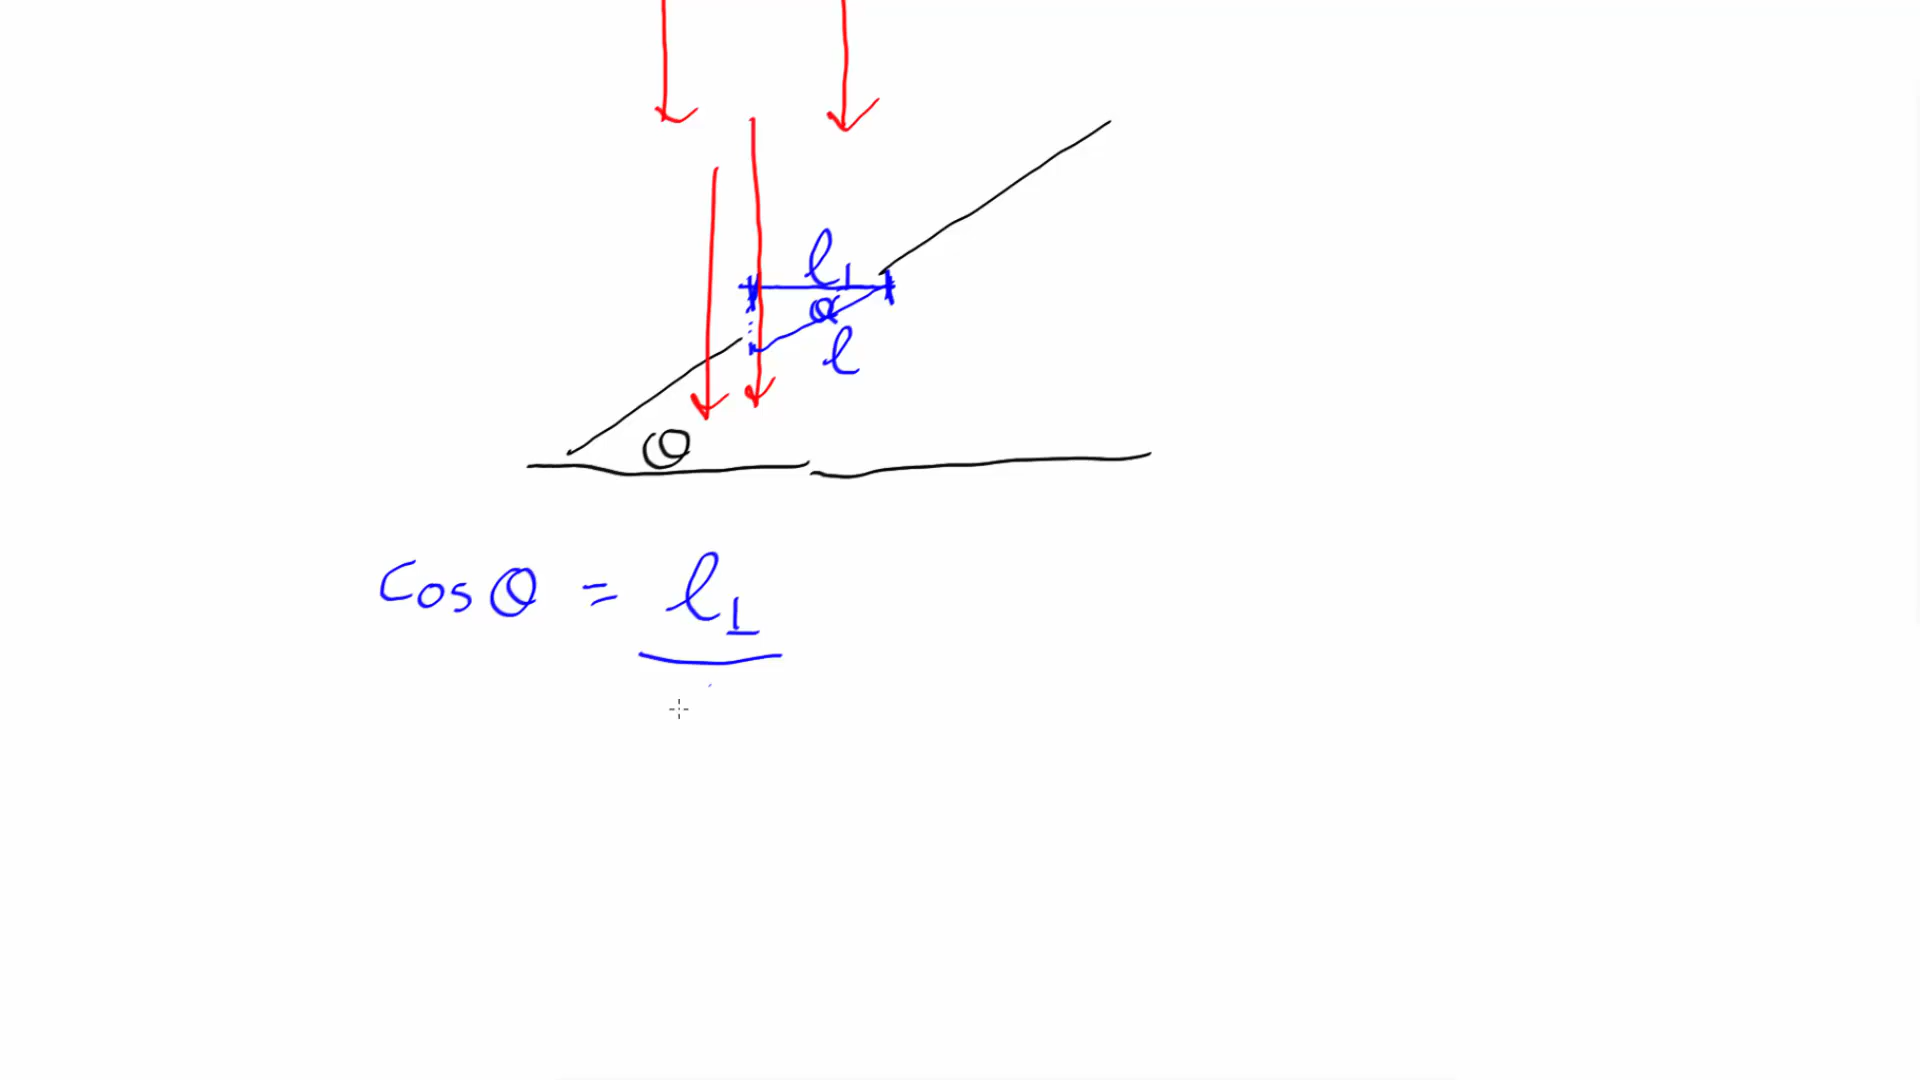 l⊥
α
l
θ
cos θ = l⊥